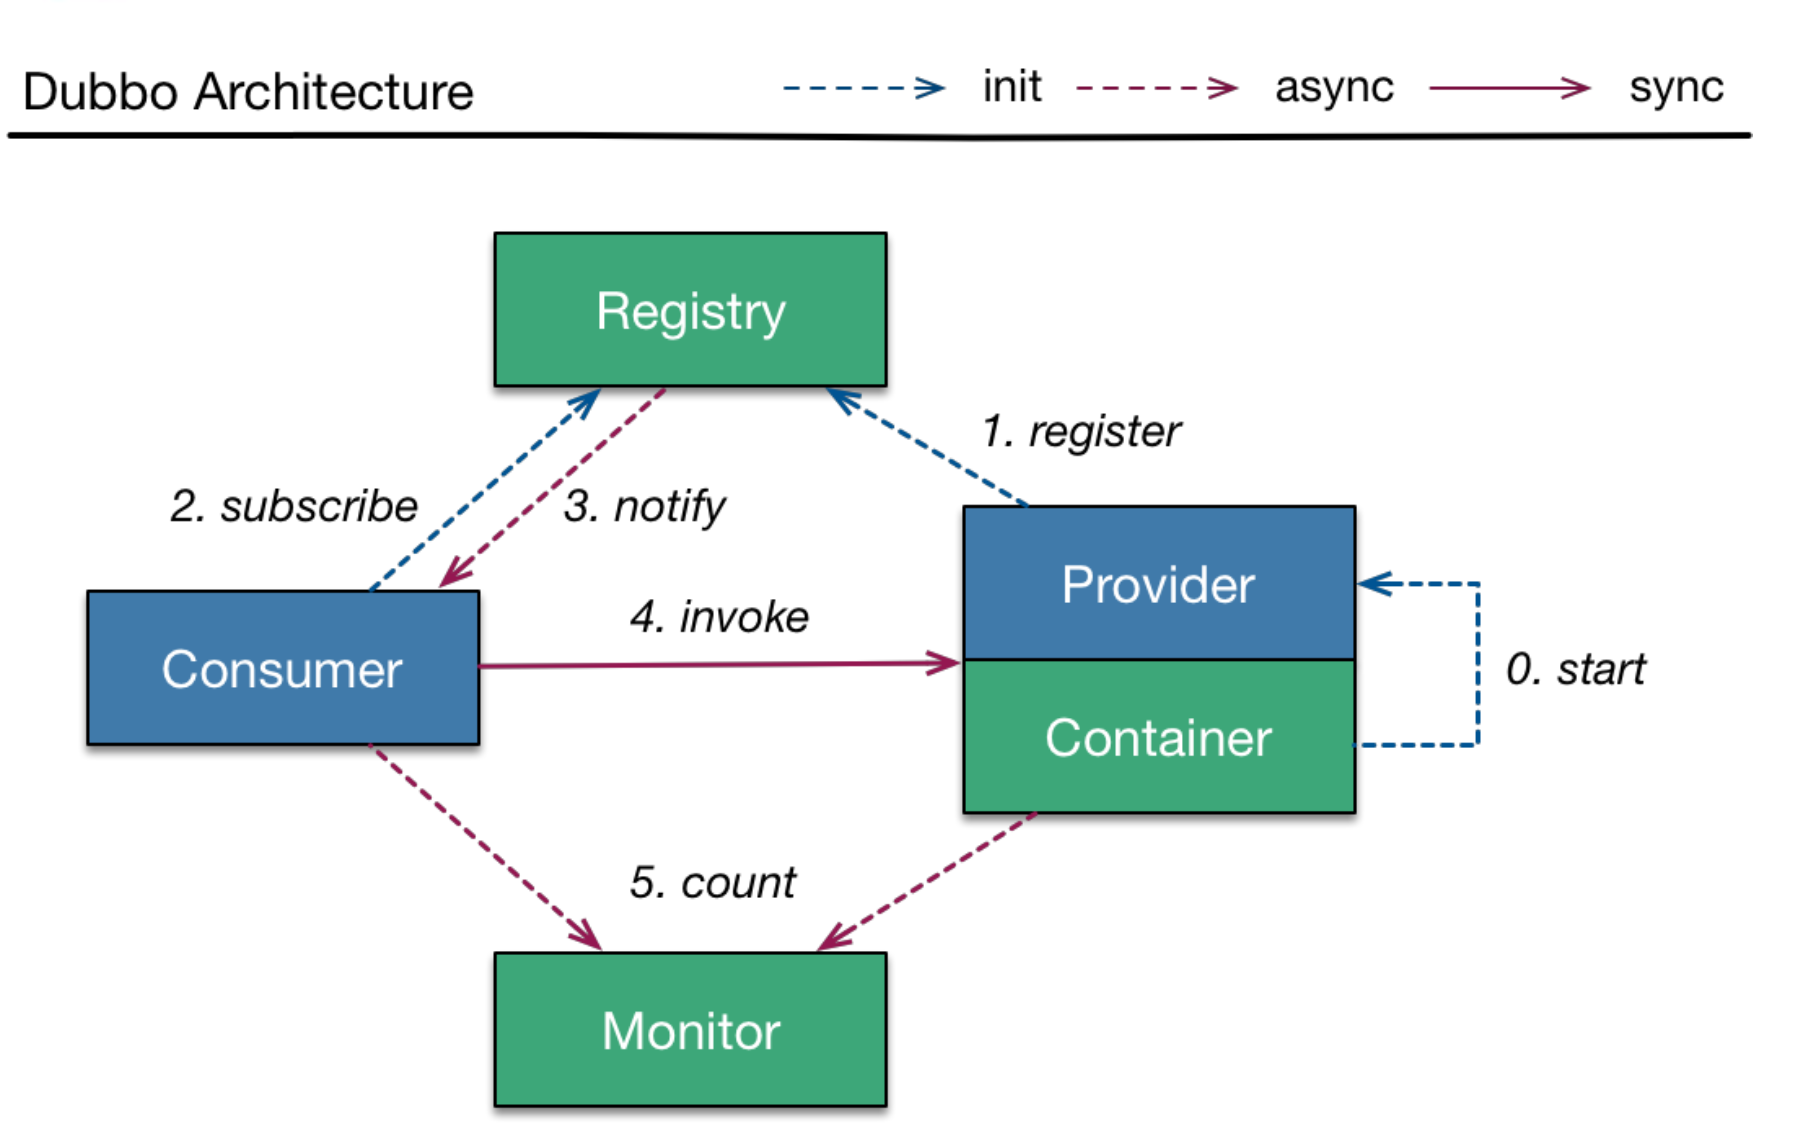 Dubbo Architecture
init
async
sync
Registry
1. register
2. subscribe
3. notify
Provider
4. invoke
Consumer
0. start
Container
5. count
Monitor